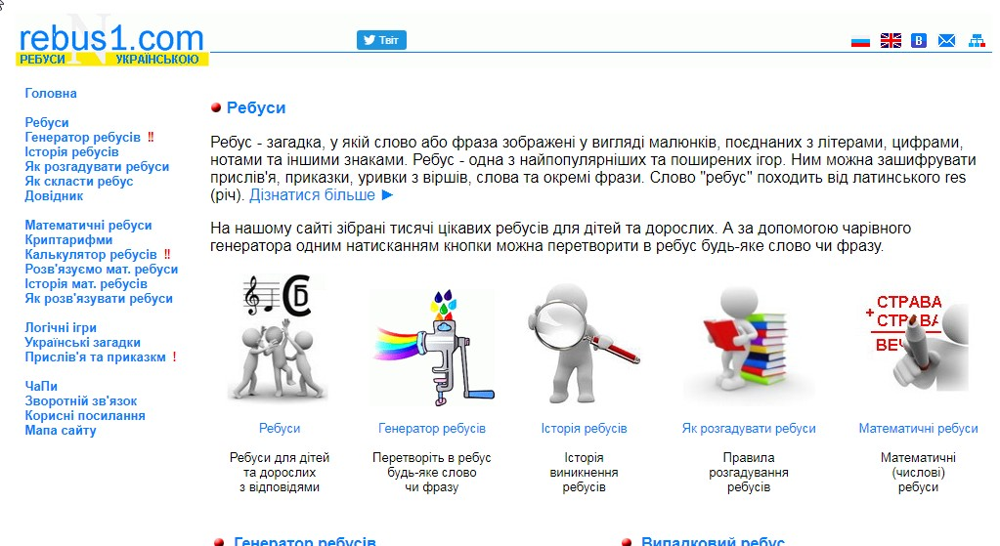 rebus1.com
N
РЕБУСИ УКРАЇНСЬКОЮ
Твіт
B
Головна
Ребуси
Генератор ребусів !!
Історія ребусів
Як розгадувати ребуси
Як скласти ребус
Довідник
Математичні ребуси
Криптарифми
Калькулятор ребусів !!
Розв'язуємо мат. ребуси
Історія мат. ребусів
Як розв'язувати ребуси
Логічні ігри
Українські загадки
Прислів'я та приказкм !
ЧаПи
Зворотній зв'язок
Корисні посилання
Мапа сайту
Ребуси
Ребус - загадка, у якій слово або фраза зображені у вигляді малюнків, поєднаних з літерами, цифрами,
нотами та іншими знаками. Ребус - одна з найпопулярніших та поширених ігор. Ним можна зашифрувати
прислів'я, приказки, уривки з віршів, слова та окремі фрази. Слово "ребус" походить від латинського res
(річ). Дізнатися більше ►
На нашому сайті зібрані тисячі цікавих ребусів для дітей та дорослих. А за допомогою чарівного
генератора одним натисканням кнопки можна перетворити в ребус будь-яке слово чи фразу.
С Б
СТРАВА
+ СТРАВА
ВЕЧ
Ребуси
Генератор ребусів
Історія ребусів
Як розгадувати ребуси
Математичні ребуси
Ребуси для дітей
та дорослих
з відповідями
Перетворіть в ребус
будь-яке слово
чи фразу
Історія
виникнення
ребусів
Правила
розгадування
ребусів
Математичні
(числові)
ребуси
Генератор ребусів
Випадковий ребус